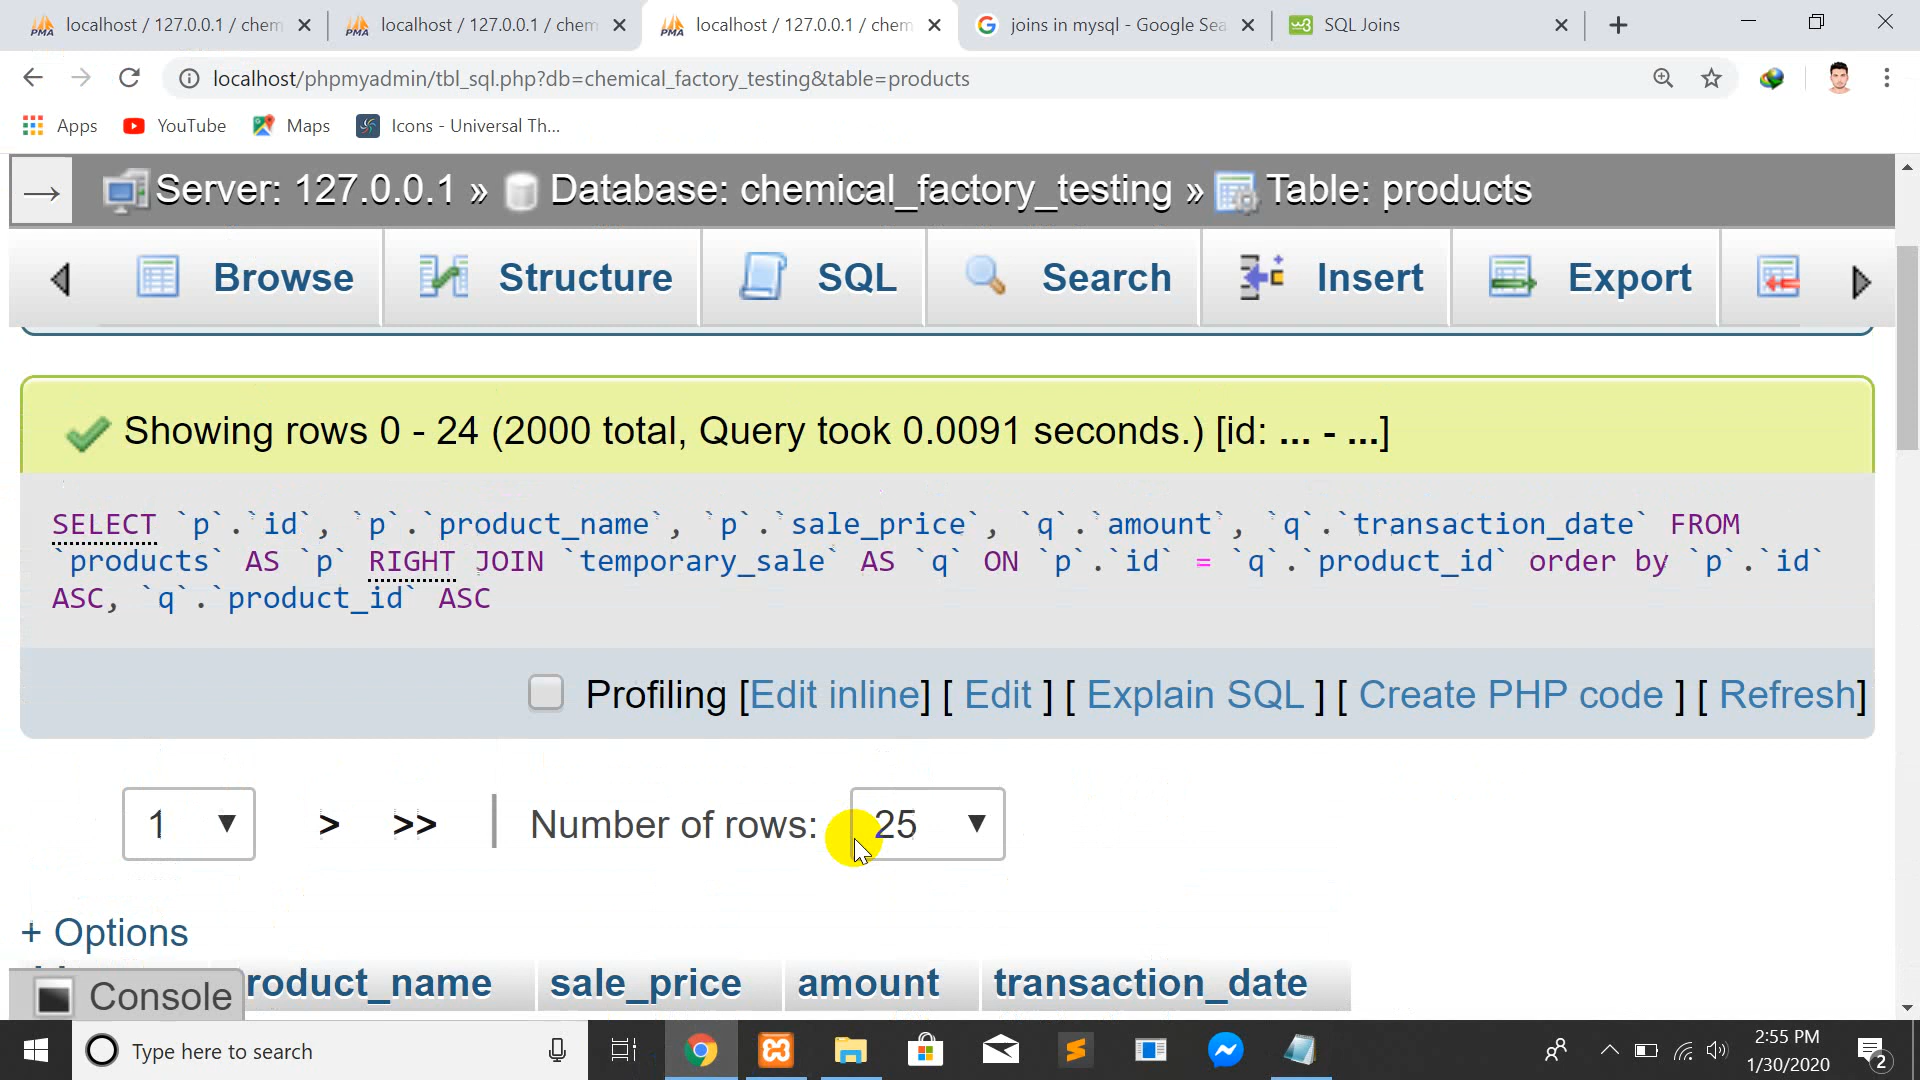 localhost / 127.0.0.1 / chem
localhost / 127.0.0.1 / chem
localhost / 127.0.0.1 / chem
joins in mysql - Google Sea
SQL Joins
localhost/phpmyadmin/tbl_sql.php?db=chemical_factory_testing&table=products
Apps
YouTube
Maps
Icons - Universal Th...
Server: 127.0.0.1 » Database: chemical_factory_testing » Table: products
Browse
Structure
SQL
Search
Insert
Export
Showing rows 0 - 24 (2000 total, Query took 0.0091 seconds.) [id: ... - ...]
SELECT `p`.`id`, `p`.`product_name`, `p`.`sale_price`, `q`.`amount`, `q`.`transaction_date` FROM
`products` AS `p` RIGHT JOIN `temporary_sale` AS `q` ON `p`.`id` = `q`.`product_id` order by `p`.`id`
ASC, `q`.`product_id` ASC
Profiling [Edit inline] [ Edit ] [ Explain SQL ] [ Create PHP code ] [ Refresh]
1 > >> Number of rows: 25
+ Options
roduct_name sale_price amount transaction_date
Console
Type here to search
2:55 PM
1/30/2020
2